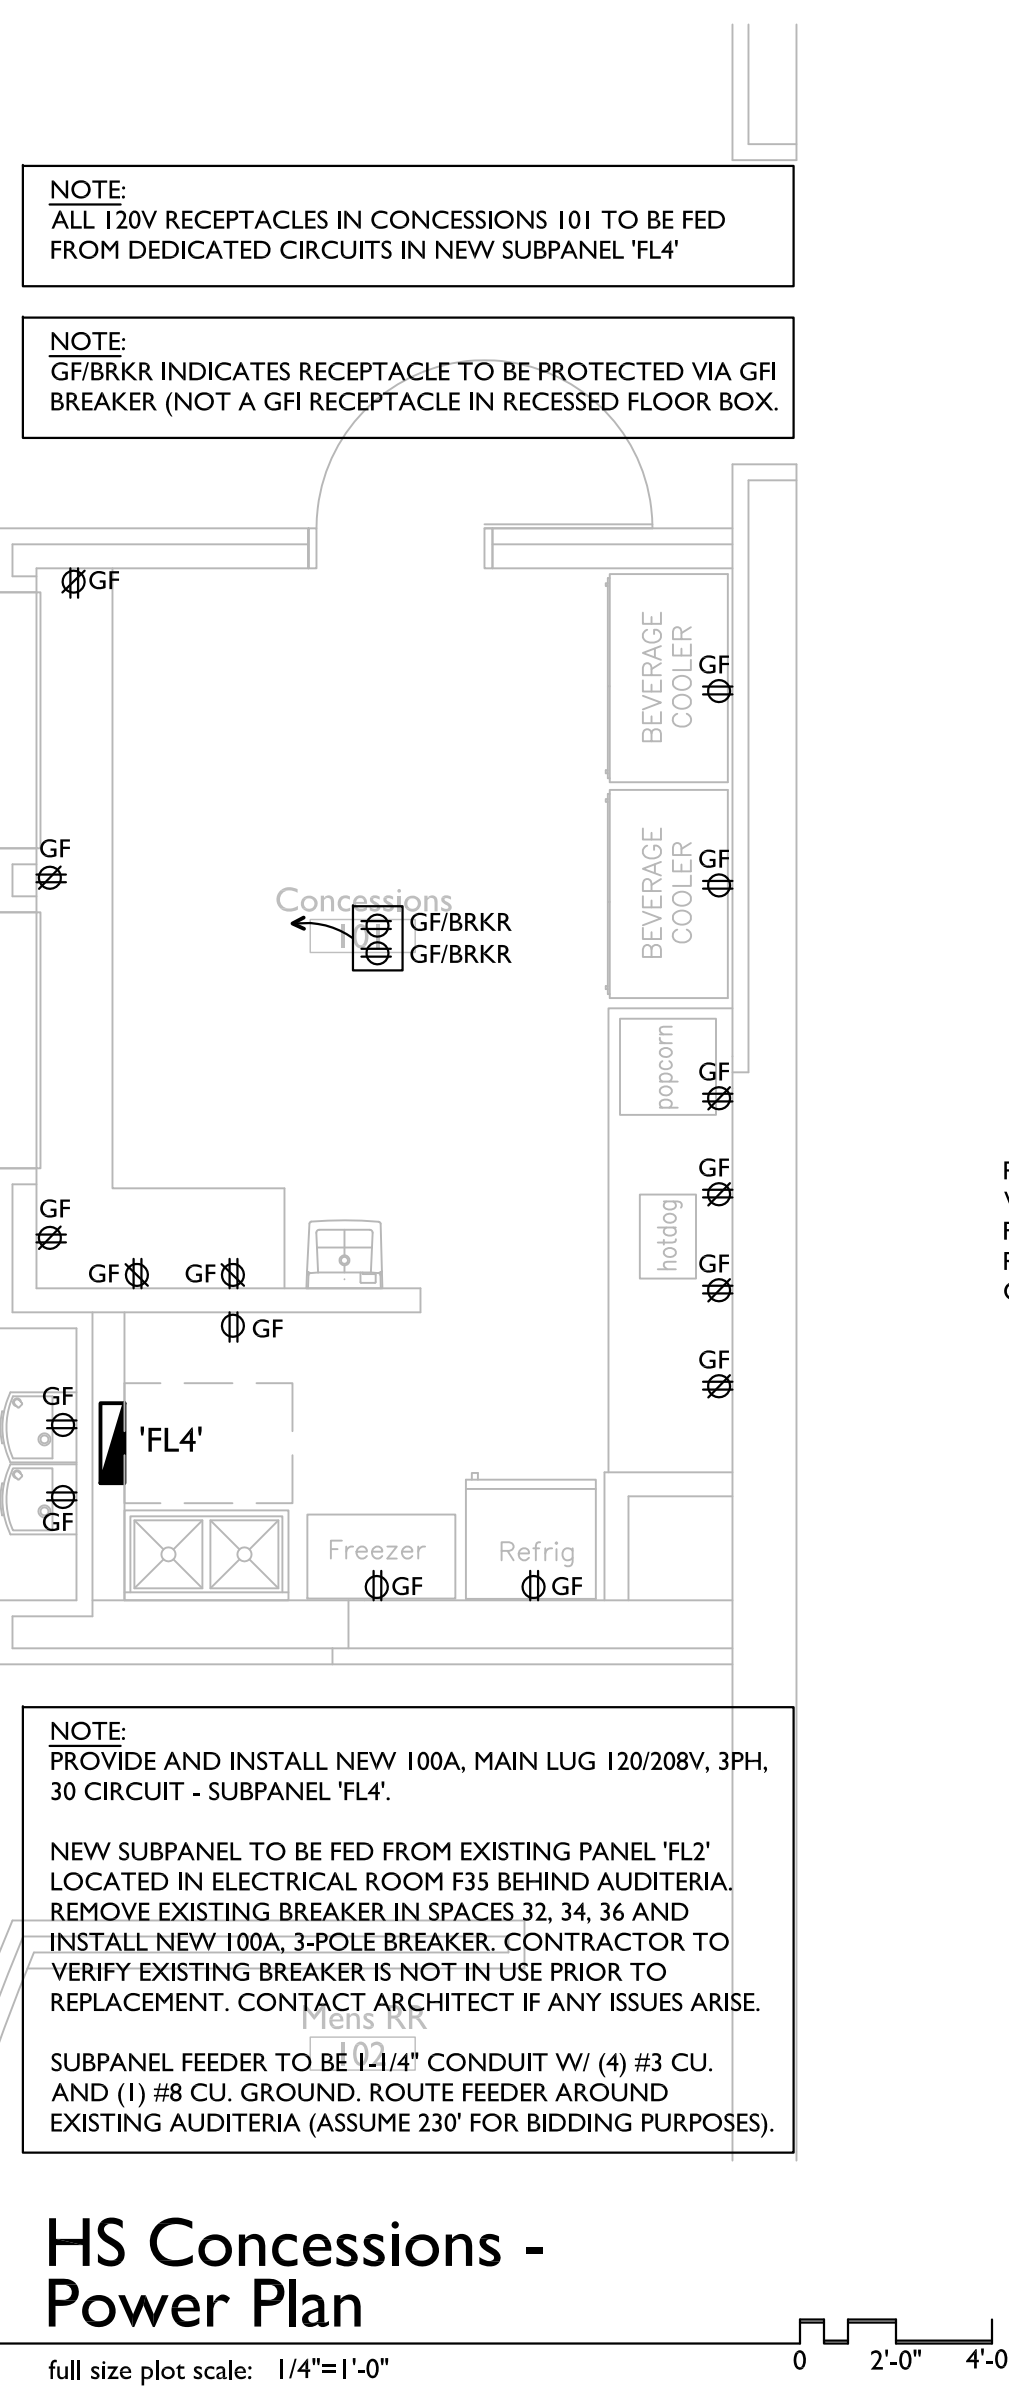 NOTE:
ALL 120V RECEPTACLES IN CONCESSIONS 101 TO BE FED
FROM DEDICATED CIRCUITS IN NEW SUBPANEL 'FL4'
NOTE:
GF/BRKR INDICATES RECEPTACLE TO BE PROTECTED VIA GFI
BREAKER (NOT A GFI RECEPTACLE IN RECESSED FLOOR BOX.
GF
BEVERAGE
COOLER
GF
GF
BEVERAGE
COOLER
GF
Concessions
101
GF/BRKR
GF/BRKR
popcorn
GF
GF
hotdog
GF
GF
GF
GF
GF
GF
GF
'FL4'
GF
GF
Freezer
GF
Refrig
GF
NOTE:
PROVIDE AND INSTALL NEW 100A, MAIN LUG 120/208V, 3PH,
30 CIRCUIT - SUBPANEL 'FL4'.
NEW SUBPANEL TO BE FED FROM EXISTING PANEL 'FL2'
LOCATED IN ELECTRICAL ROOM F35 BEHIND AUDITERIA.
REMOVE EXISTING BREAKER IN SPACES 32, 34, 36 AND
INSTALL NEW 100A, 3-POLE BREAKER. CONTRACTOR TO
VERIFY EXISTING BREAKER IS NOT IN USE PRIOR TO
REPLACEMENT. CONTACT ARCHITECT IF ANY ISSUES ARISE.
Mens RR
102
SUBPANEL FEEDER TO BE 1-1/4" CONDUIT W/ (4) #3 CU.
AND (1) #8 CU. GROUND. ROUTE FEEDER AROUND
EXISTING AUDITERIA (ASSUME 230' FOR BIDDING PURPOSES).
HS Concessions -
Power Plan
full size plot scale: 1/4"=1'-0"
0 2'-0" 4'-0